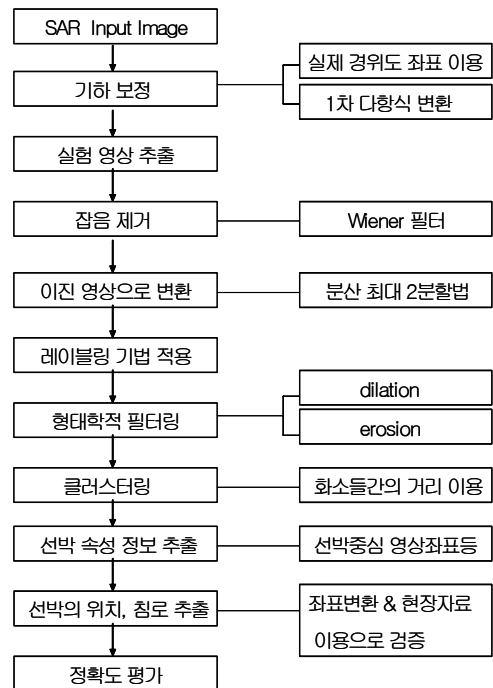 SAR Input Image
기하 보정
실제 경위도 좌표 이용
1차 다항식 변환
실험 영상 추출
잡음 제거
Wiener 필터
이진 영상으로 변환
분산 최대 2분할법
레이블링 기법 적용
형태학적 필터링
dilation
erosion
클러스터링
화소들간의 거리 이용
선박 속성 정보 추출
선박중심 영상좌표등
선박의 위치, 침로 추출
좌표변환 & 현장자료
이용으로 검증
정확도 평가